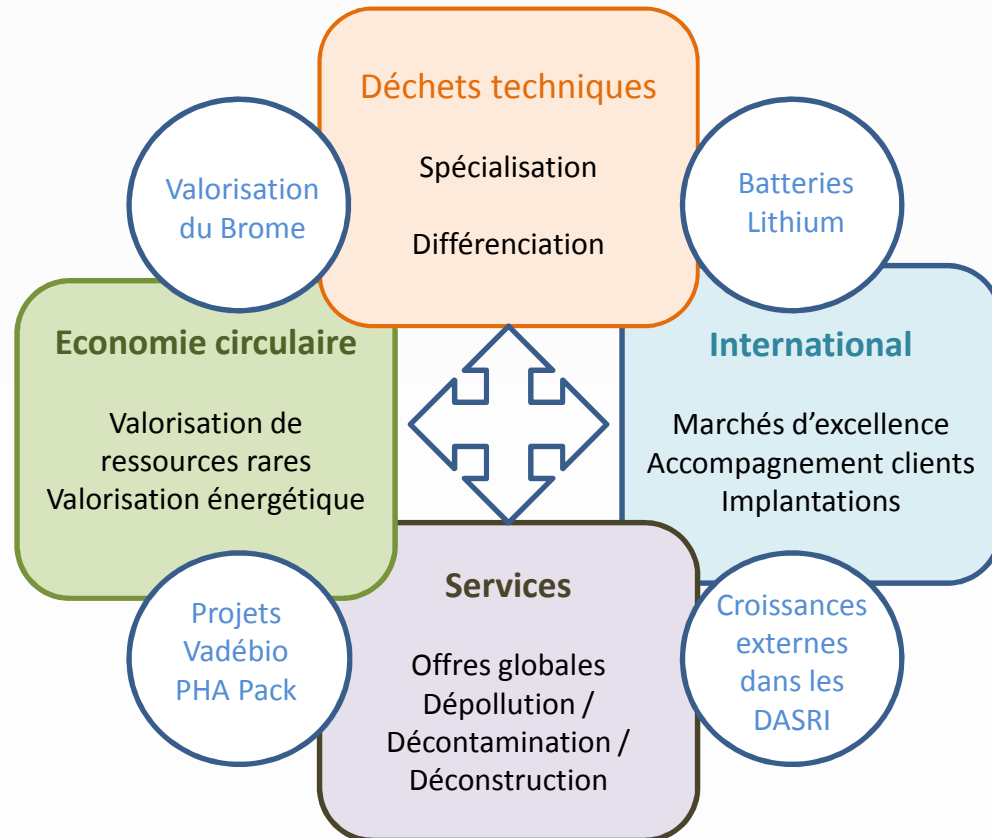 Déchets techniques
Spécialisation
Différenciation
Valorisation
du Brome
Batteries
Lithium
Economie circulaire
Valorisation de
ressources rares
Valorisation énergétique
International
Marchés d’excellence
Accompagnement clients
Implantations
Services
Offres globales
Dépollution /
Décontamination /
Déconstruction
Projets
Vadébio
PHA Pack
Croissances
externes
dans les
DASRI